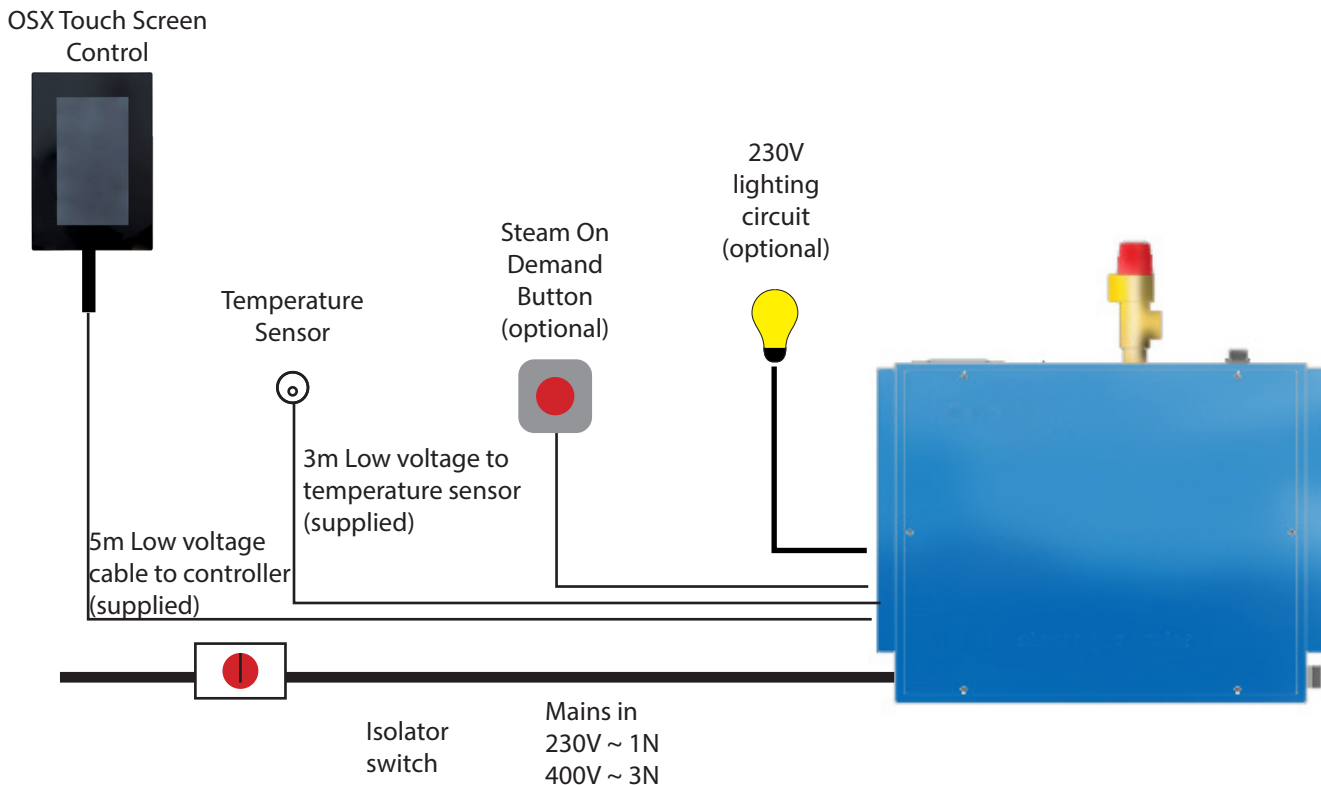 OSX Touch Screen
Control
230V
lighting
circuit
(optional)
Steam On
Demand
Button
(optional)
Temperature
Sensor
3m Low voltage to
temperature sensor
(supplied)
5m Low voltage
cable to controller
(supplied)
Isolator
switch
Mains in
230V ~ 1N
400V ~ 3N